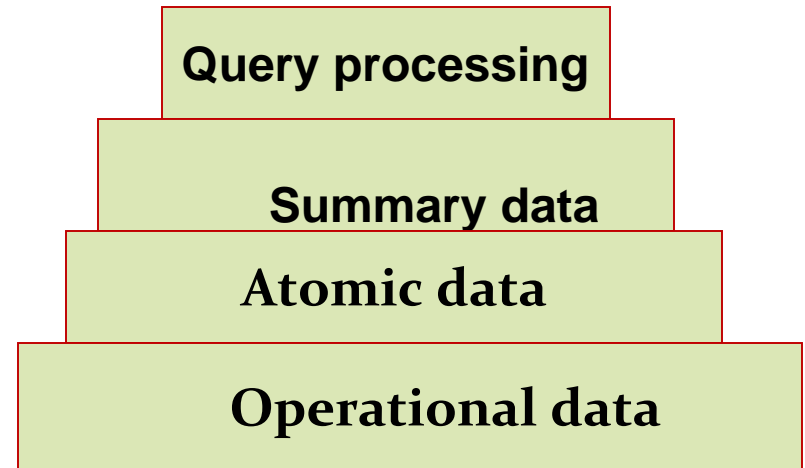 Query processing
Summary data
Atomic data
Operational data